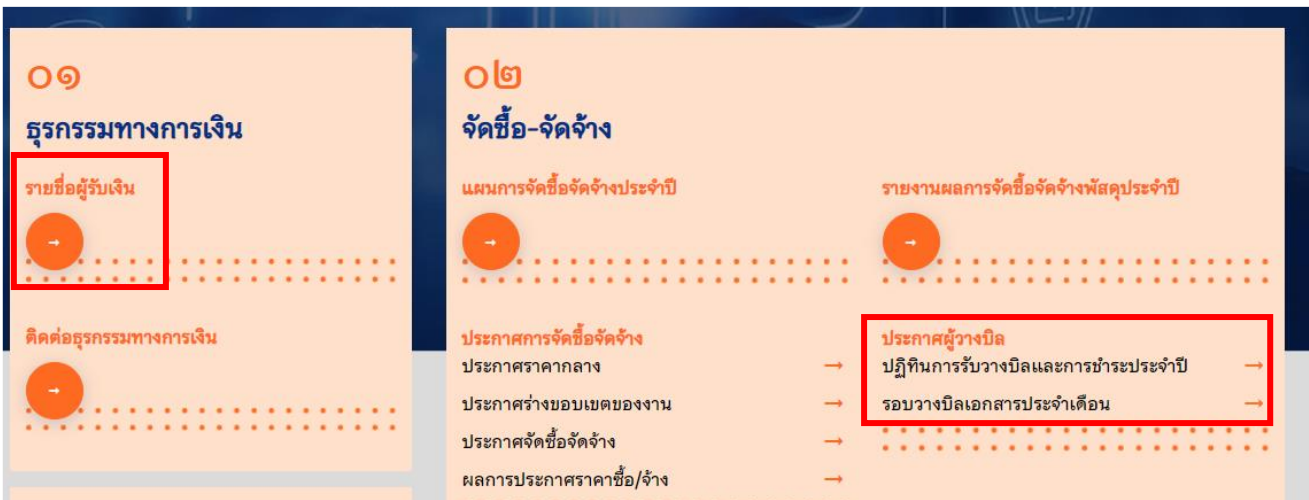 ๐๑
ธุรกรรมทางการเงิน
รายชื่อผู้รับเงิน
→
ติดต่อธุรกรรมทางการเงิน
→
๐๒
จัดซื้อ-จัดจ้าง
แผนการจัดซื้อจัดจ้างประจำปี
→
รายงานผลการจัดซื้อจัดจ้างพัสดุประจำปี
→
ประกาศการจัดซื้อจัดจ้าง
ประกาศราคากลาง →
ประกาศร่างขอบเขตของงาน →
ประกาศจัดซื้อจัดจ้าง →
ผลการประกาศราคาซื้อ/จ้าง →
ประกาศผู้วางบิล
ปฏิทินการรับวางบิลและการชำระประจำปี →
รอบวางบิลเอกสารประจำเดือน →